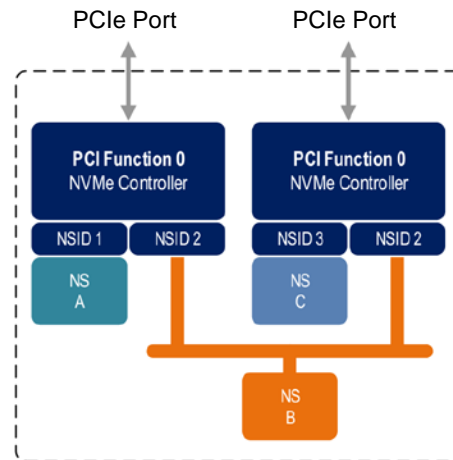 PCIe Port PCIe Port
PCI Function 0 PCI Function 0
NVMe Controller NVMe Controller
NSID 1 NSID 2 NSID 3 NSID 2
NS NS
A C
NS
B